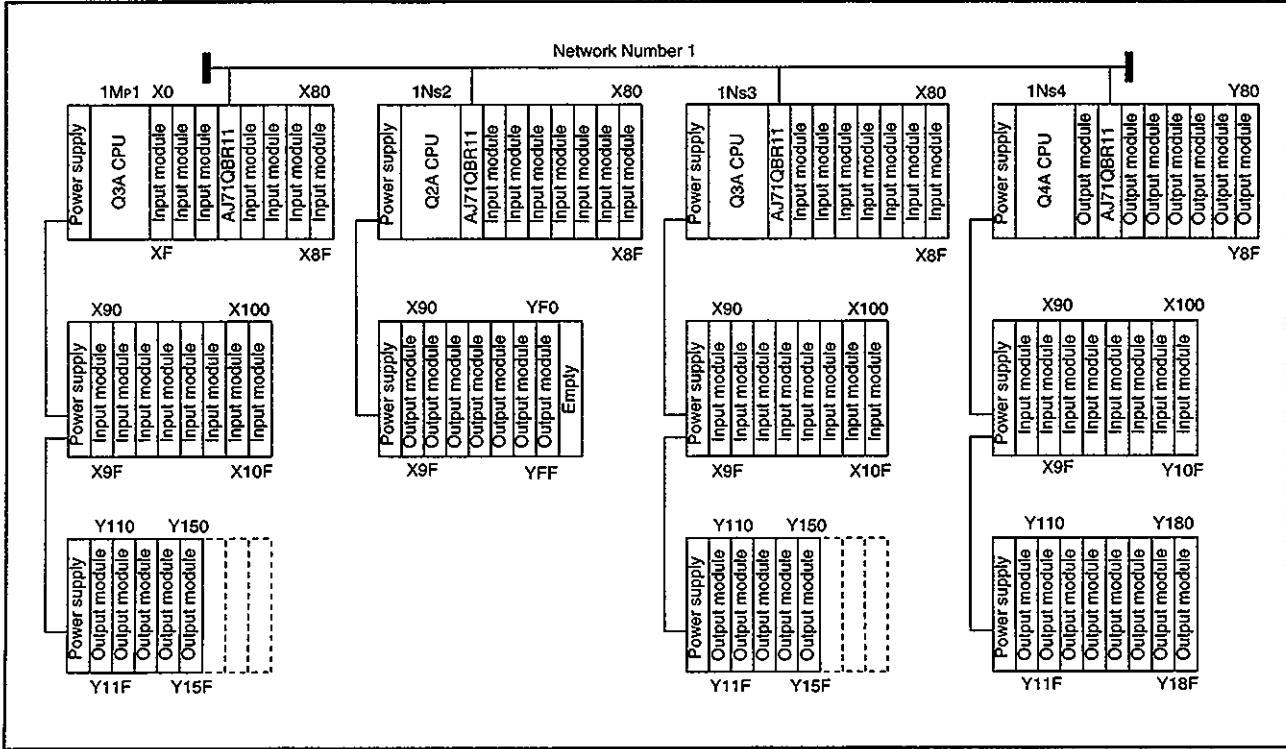 Network Number 1
1MP1 X0 X80
Power supply
Q3A CPU
Input module
Input module
Input module
AJ71QBR11
Input module
Input module
Input module
Input module
XF X8F
1Ns2 X80
Power supply
Q2A CPU
AJ71QBR11
Input module
Input module
Input module
Input module
Input module
Input module
Input module
X8F
1Ns3 X80
Power supply
Q3A CPU
AJ71QBR11
Input module
Input module
Input module
Input module
Input module
Input module
Input module
X8F
1Ns4 Y80
Power supply
Q4A CPU
Output module
AJ71QBR11
Output module
Output module
Output module
Output module
Output module
Output module
Y8F
X90 X100
Power supply
Input module
Input module
Input module
Input module
Input module
Input module
Input module
Input module
X9F X10F
X90 YF0
Power supply
Output module
Output module
Output module
Output module
Output module
Output module
Output module
Empty
X9F YFF
X90 X100
Power supply
Input module
Input module
Input module
Input module
Input module
Input module
Input module
Input module
X9F X10F
X90 X100
Power supply
Input module
Input module
Input module
Input module
Input module
Input module
Input module
Input module
X9F Y10F
Y110 Y150
Power supply
Output module
Output module
Output module
Output module
Output module
Y11F Y15F
Y110 Y150
Power supply
Output module
Output module
Output module
Output module
Output module
Y11F Y15F
Y110 Y180
Power supply
Output module
Output module
Output module
Output module
Output module
Output module
Output module
Output module
Y11F Y18F